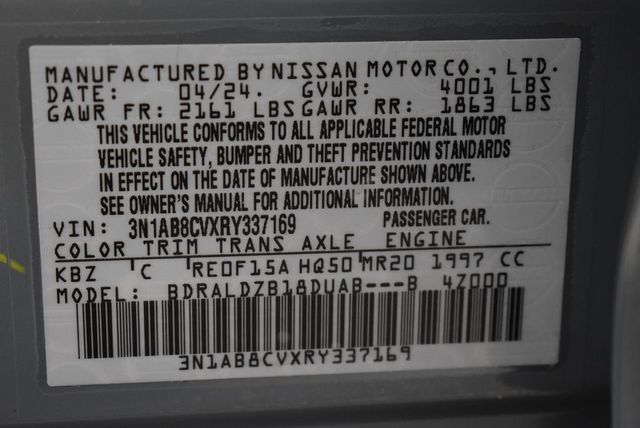 MANUFACTURED BY NISSAN MOTOR CO., LTD.
DATE: 04/24. GVWR: 4001 LBS
GAWR FR: 2161 LBS GAWR RR: 1863 LBS
THIS VEHICLE CONFORMS TO ALL APPLICABLE FEDERAL MOTOR
VEHICLE SAFETY, BUMPER AND THEFT PREVENTION STANDARDS
IN EFFECT ON THE DATE OF MANUFACTURE SHOWN ABOVE.
SEE OWNER'S MANUAL FOR ADDITIONAL INFORMATION.
VIN: 3N1AB8CVXRY337169 PASSENGER CAR.
COLOR TRIM TRANS AXLE ENGINE
KBZ C RE0F15A HQ50 MR20 1997 CC
MODEL: BDRALDZB18DUAB---B 4Z000
3N1AB8CVXRY337169